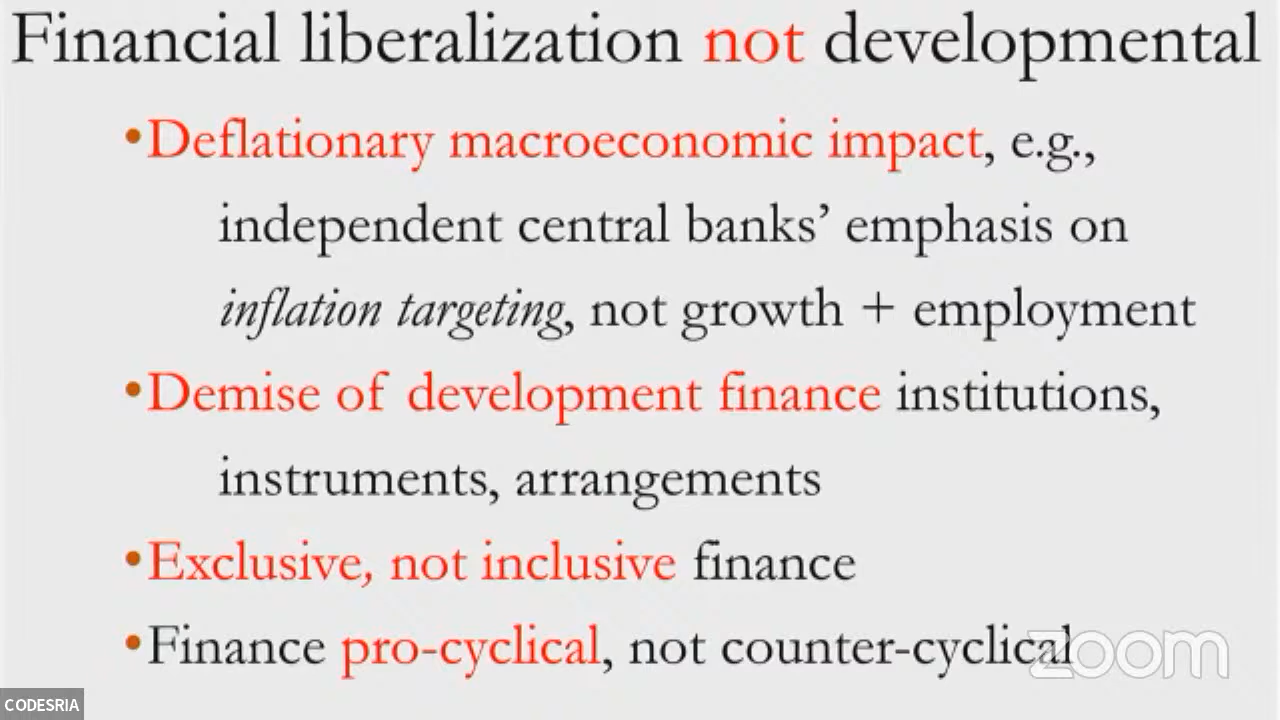 Financial liberalization not developmental
•Deflationary macroeconomic impact, e.g.,
independent central banks’ emphasis on
inflation targeting, not growth + employment
•Demise of development finance institutions,
instruments, arrangements
•Exclusive, not inclusive finance
•Finance pro-cyclical, not counter-cyclical
zoom
CODESRIA